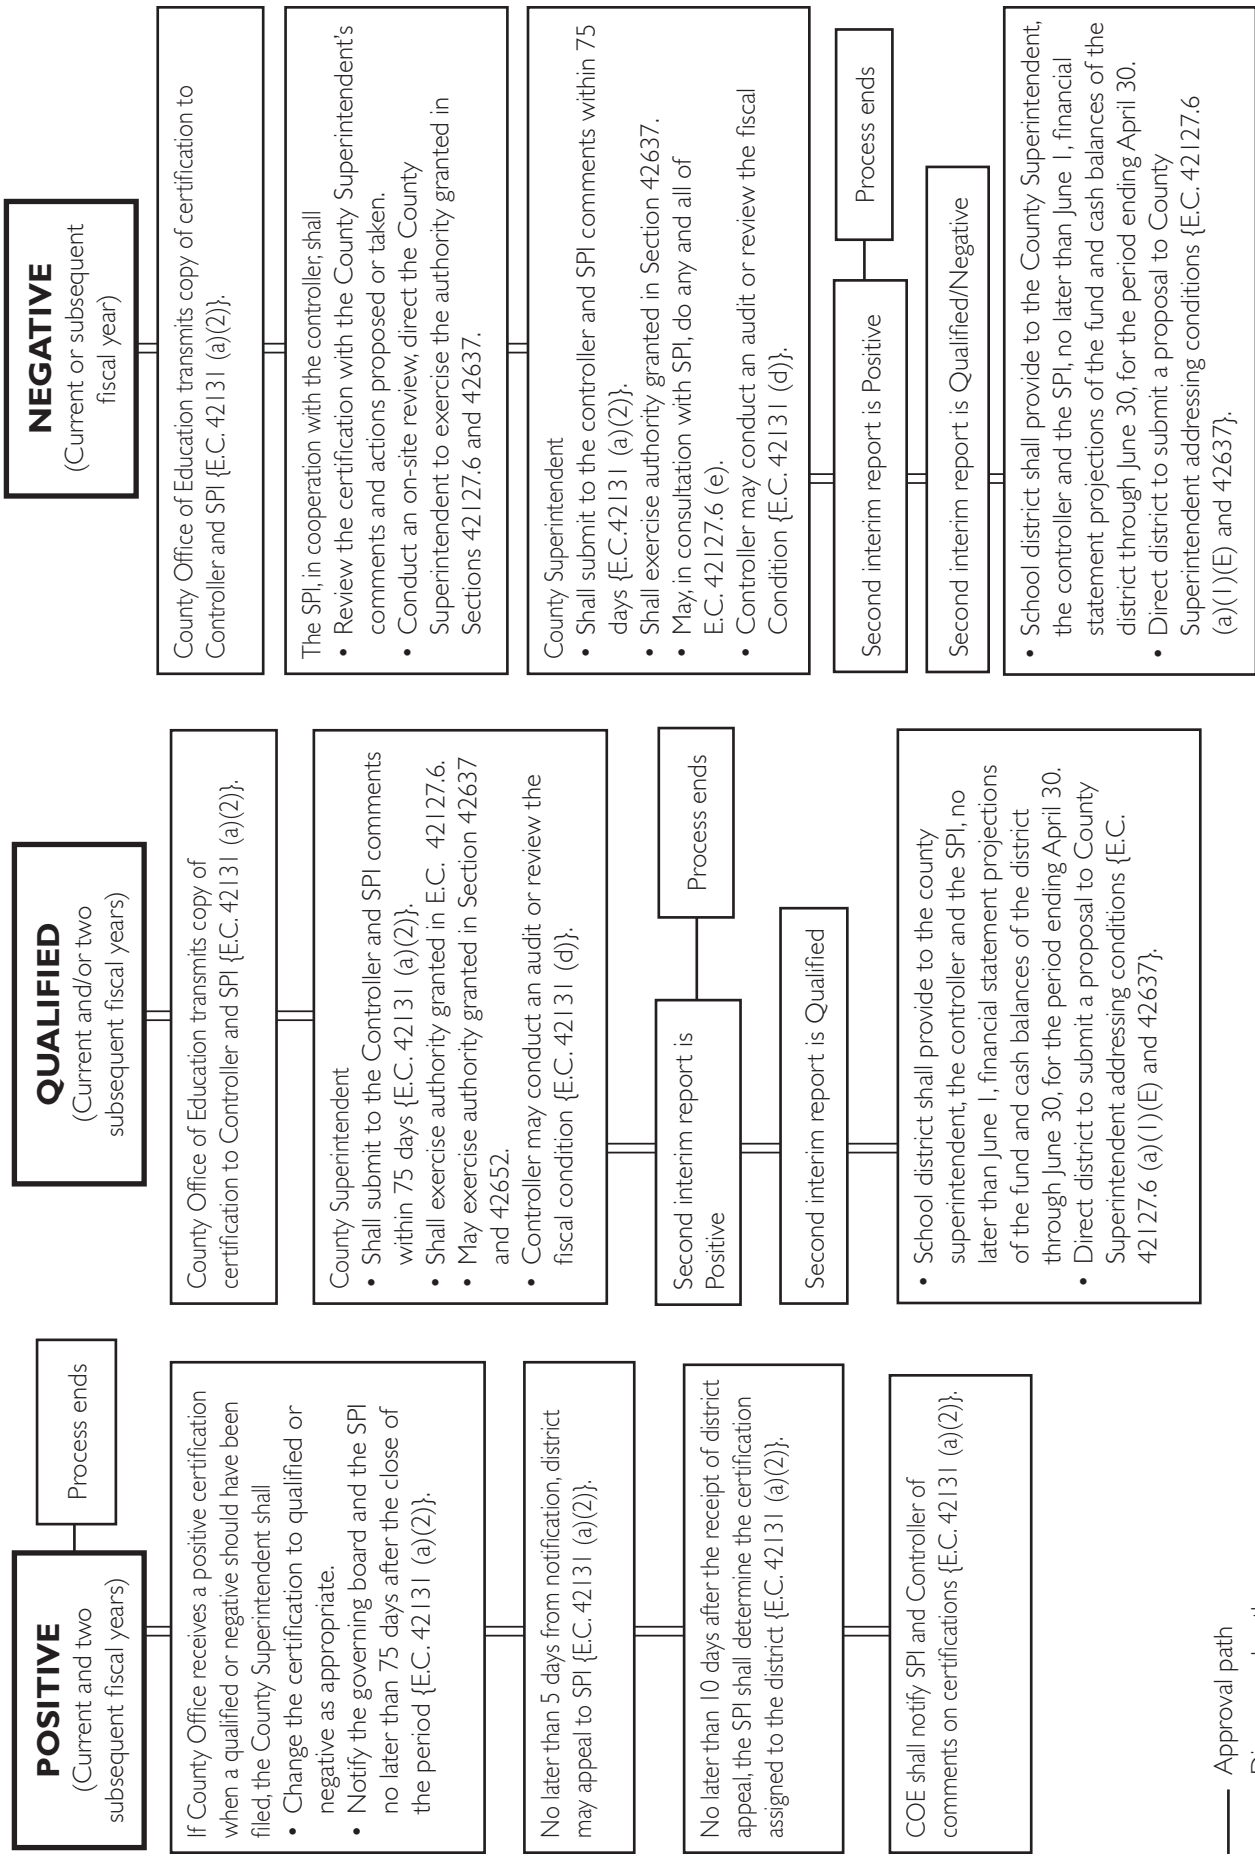 POSITIVE
(Current and two
subsequent fiscal years)
Process ends
If County Office receives a positive certification
when a qualified or negative should have been
filed, the County Superintendent shall
• Change the certification to qualified or
negative as appropriate.
• Notify the governing board and the SPI
no later than 75 days after the close of
the period {E.C. 42131 (a)(2)}.
No later than 5 days from notification, district
may appeal to SPI {E.C. 42131 (a)(2)}.
No later than 10 days after the receipt of district
appeal, the SPI shall determine the certification
assigned to the district {E.C. 42131 (a)(2)}.
COE shall notify SPI and Controller of
comments on certifications {E.C. 42131 (a)(2)}.
Approval path
QUALIFIED
(Current and/or two
subsequent fiscal years)
County Office of Education transmits copy of
certification to Controller and SPI {E.C. 42131 (a)(2)}.
County Superintendent
• Shall submit to the Controller and SPI comments
within 75 days {E.C. 42131 (a)(2)}.
• Shall exercise authority granted in E.C. 42127.6.
• May exercise authority granted in Section 42637
and 42652.
• Controller may conduct an audit or review the
fiscal condition {E.C. 42131 (d)}.
Second interim report is
Positive
Process ends
Second interim report is Qualified
• School district shall provide to the county
superintendent, the controller and the SPI, no
later than June 1, financial statement projections
of the fund and cash balances of the district
through June 30, for the period ending April 30.
• Direct district to submit a proposal to County
Superintendent addressing conditions {E.C.
42127.6 (a)(1)(E) and 42637}.
NEGATIVE
(Current or subsequent
fiscal year)
County Office of Education transmits copy of certification to
Controller and SPI {E.C. 42131 (a)(2)}.
The SPI, in cooperation with the controller, shall
• Review the certification with the County Superintendent's
comments and actions proposed or taken.
• Conduct an on-site review, direct the County
Superintendent to exercise the authority granted in
Sections 42127.6 and 42637.
County Superintendent
• Shall submit to the controller and SPI comments within 75
days {E.C.42131 (a)(2)}.
• Shall exercise authority granted in Section 42637.
• May, in consultation with SPI, do any and all of
E.C. 42127.6 (e).
• Controller may conduct an audit or review the fiscal
Condition {E.C. 42131 (d)}.
Second interim report is Positive
Process ends
Second interim report is Qualified/Negative
• School district shall provide to the County Superintendent,
the controller and the SPI, no later than June 1, financial
statement projections of the fund and cash balances of the
district through June 30, for the period ending April 30.
• Direct district to submit a proposal to County
Superintendent addressing conditions {E.C. 42127.6
(a)(1)(E) and 42637}.